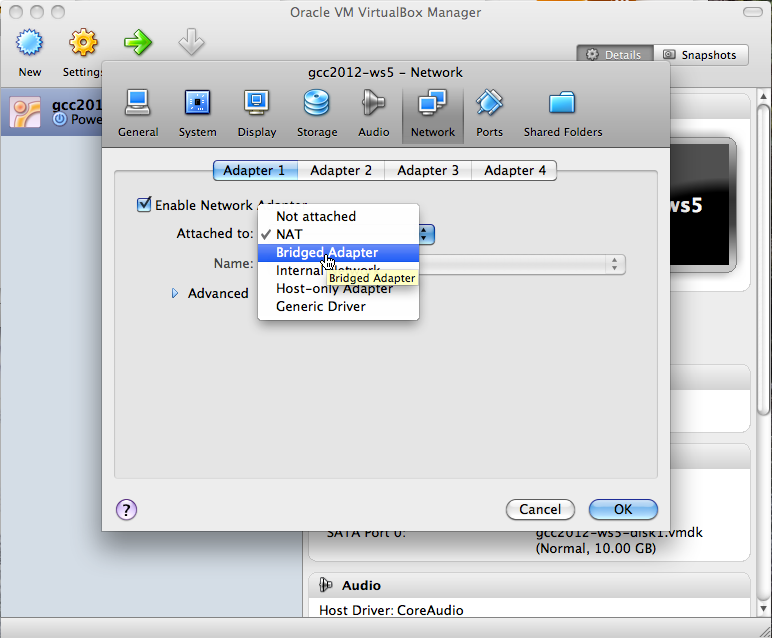 Oracle VM VirtualBox Manager
New
Setting
Details
Snapshots
gcc2012-ws5 – Network
gcc201
Powe
General
System
Display
Storage
Audio
Network
Ports
Shared Folders
Adapter 1
Adapter 2
Adapter 3
Adapter 4
ws5
Enable Network Adapter
Not attached
Attached to:
✓ NAT
Bridged Adapter
Name:
Internal Network
Bridged Adapter
Advanced
Host-only Adapter
Generic Driver
?
Cancel
OK
SATA Port 0:
gcc2012-ws5-disk1.vmdk
(Normal, 10.00 GB)
Audio
Host Driver: CoreAudio